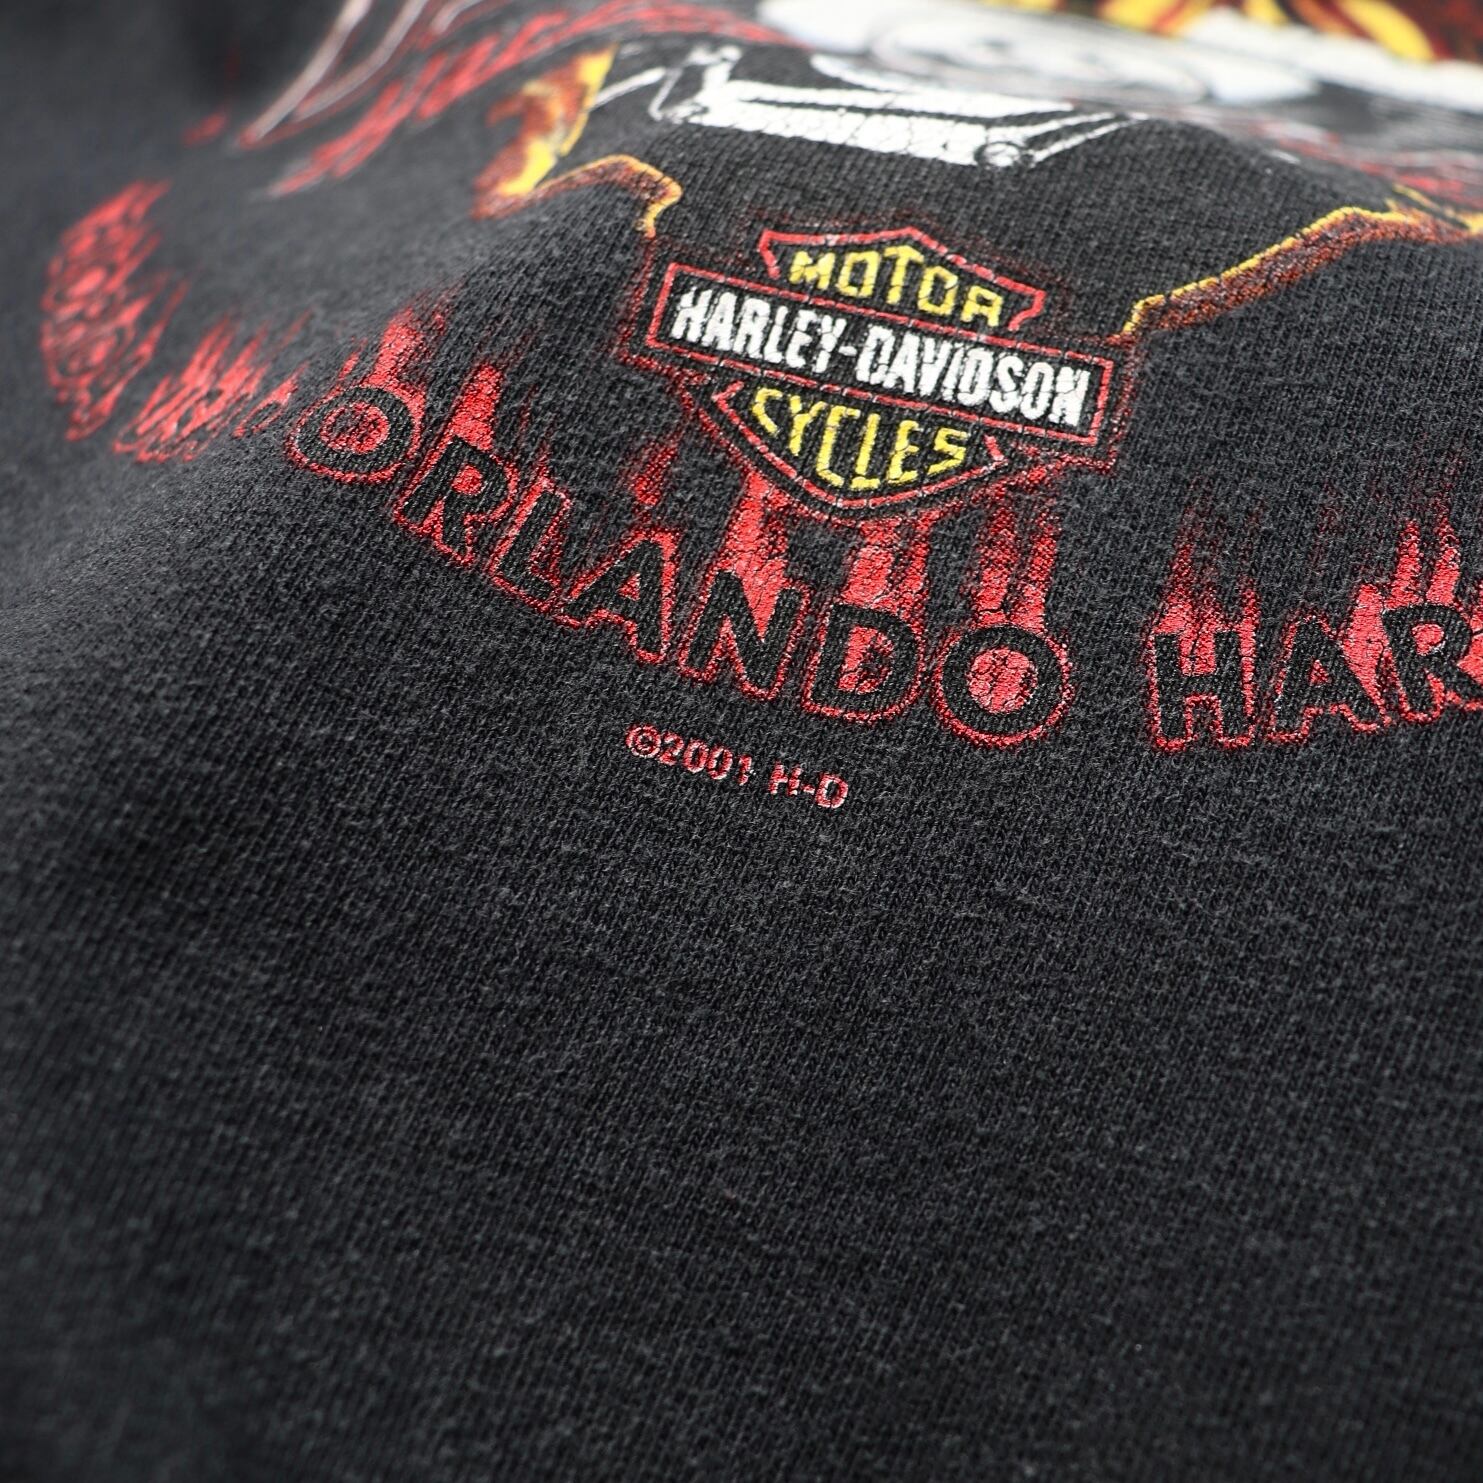 MOTOR
HARLEY-DAVIDSON
CYCLES
ORLANDO HAR
©2001 H-D